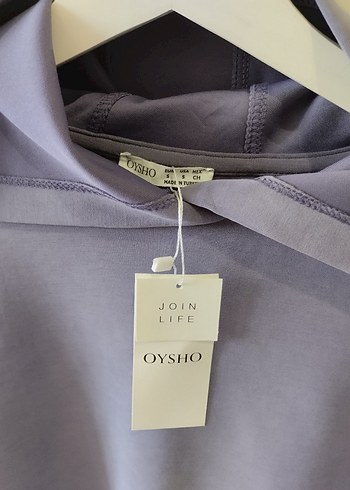 OYSHO
EUR USA MEX
S S CH
MADE IN TURKEY
JOIN
LIFE
OYSHO